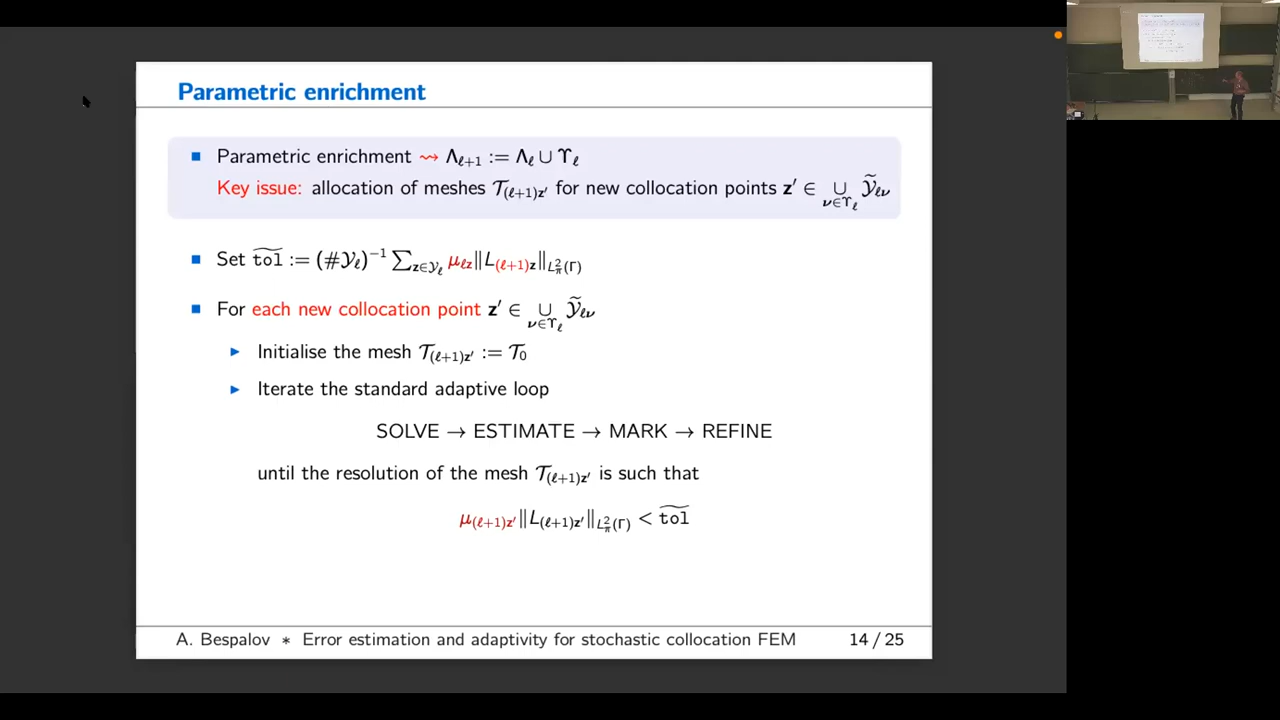 Parametric enrichment
■ Parametric enrichment ⇝ Λ_{ℓ+1} := Λ_ℓ ∪ ϒ_ℓ
Key issue: allocation of meshes 𝒯_{(ℓ+1)z′} for new collocation points z′ ∈ ∪_{ν∈ϒ_ℓ} 𝒴̃_{ℓν}
■ Set t͠ol := (#𝒴_ℓ)^{−1} ∑_{z∈𝒴_ℓ} μ_{ℓz}‖L_{(ℓ+1)z}‖_{L²_π(Γ)}
■ For each new collocation point z′ ∈ ∪_{ν∈ϒ_ℓ} 𝒴̃_{ℓν}
▶ Initialise the mesh 𝒯_{(ℓ+1)z′} := 𝒯_0
▶ Iterate the standard adaptive loop
SOLVE → ESTIMATE → MARK → REFINE
until the resolution of the mesh 𝒯_{(ℓ+1)z′} is such that
μ_{(ℓ+1)z′}‖L_{(ℓ+1)z′}‖_{L²_π(Γ)} < t͠ol
A. Bespalov ∗ Error estimation and adaptivity for stochastic collocation FEM 14 / 25